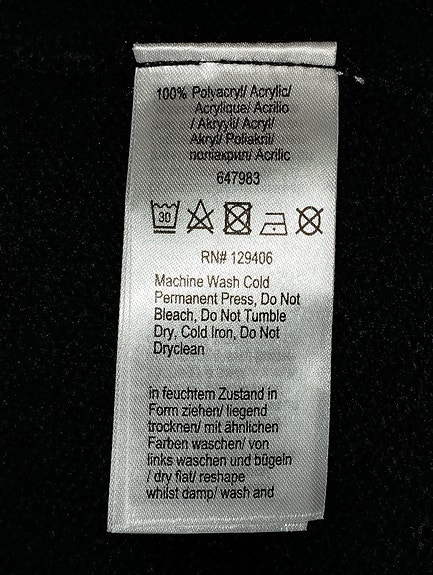 100% Polyacryl/ Acrylic/
Acrylique/ Acrilio
/ Akryyli/ Acryl/
Akryl/ Poliakril/
полиакрил/ Acrilic
647983
30
RN# 129406
Machine Wash Cold
Permanent Press, Do Not
Bleach, Do Not Tumble
Dry, Cold Iron, Do Not
Dryclean
in feuchtem Zustand in
Form ziehen/ liegend
trocknen/ mit ähnlichen
Farben waschen/ von
links waschen und bügeln
/ dry flat/ reshape
whilst damp/ wash and